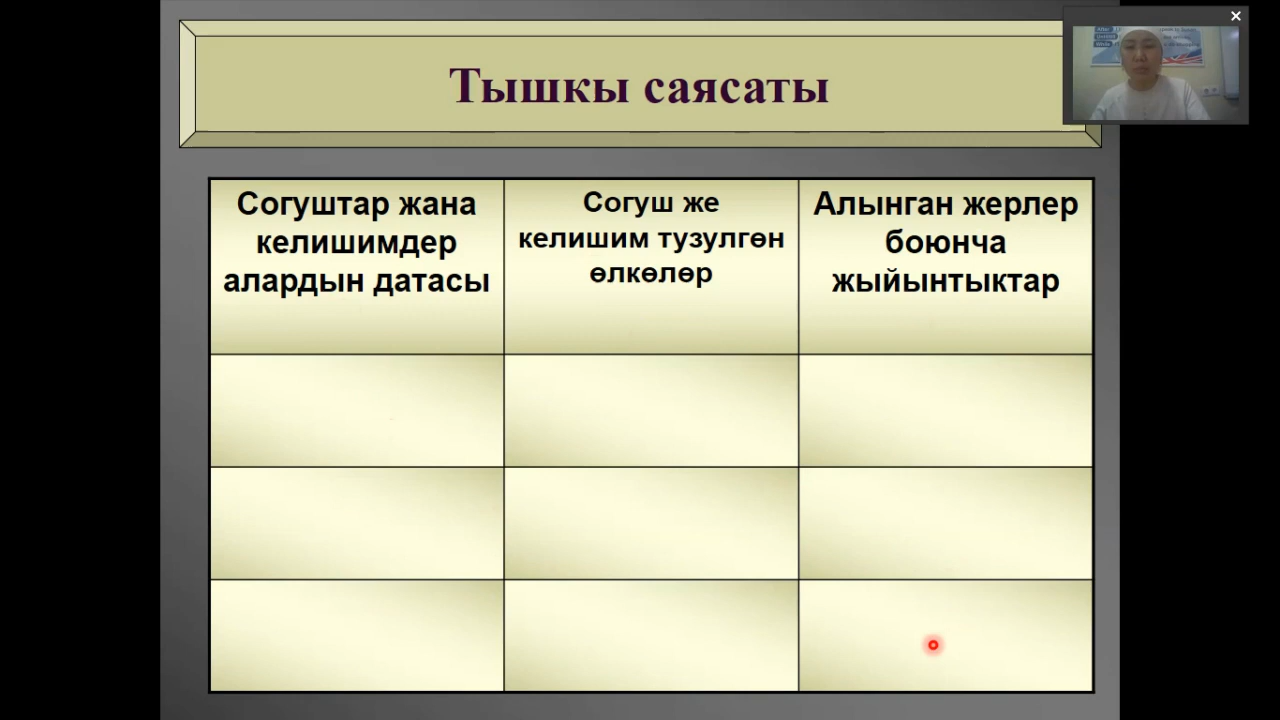 Тышкы саясаты
Согуштар жана
келишимдер
алардын датасы
Согуш же
келишим тузулгөн
өлкөлөр
Алынган жерлер
боюнча
жыйынтыктар